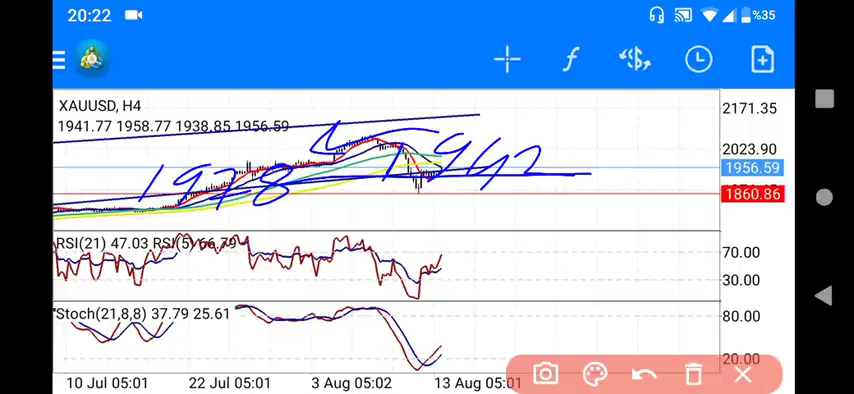 20:22
%35
XAUUSD, H4
2171.35
1941.77 1958.77 1938.85 1956.59
2023.90
1978
1942
1956.59
1860.86
RSI(21) 47.03 RSI(5) 66.79
70.00
30.00
Stoch(21,8,8) 37.79 25.61
80.00
20.00
10 Jul 05:01
22 Jul 05:01
3 Aug 05:02
13 Aug 05:01